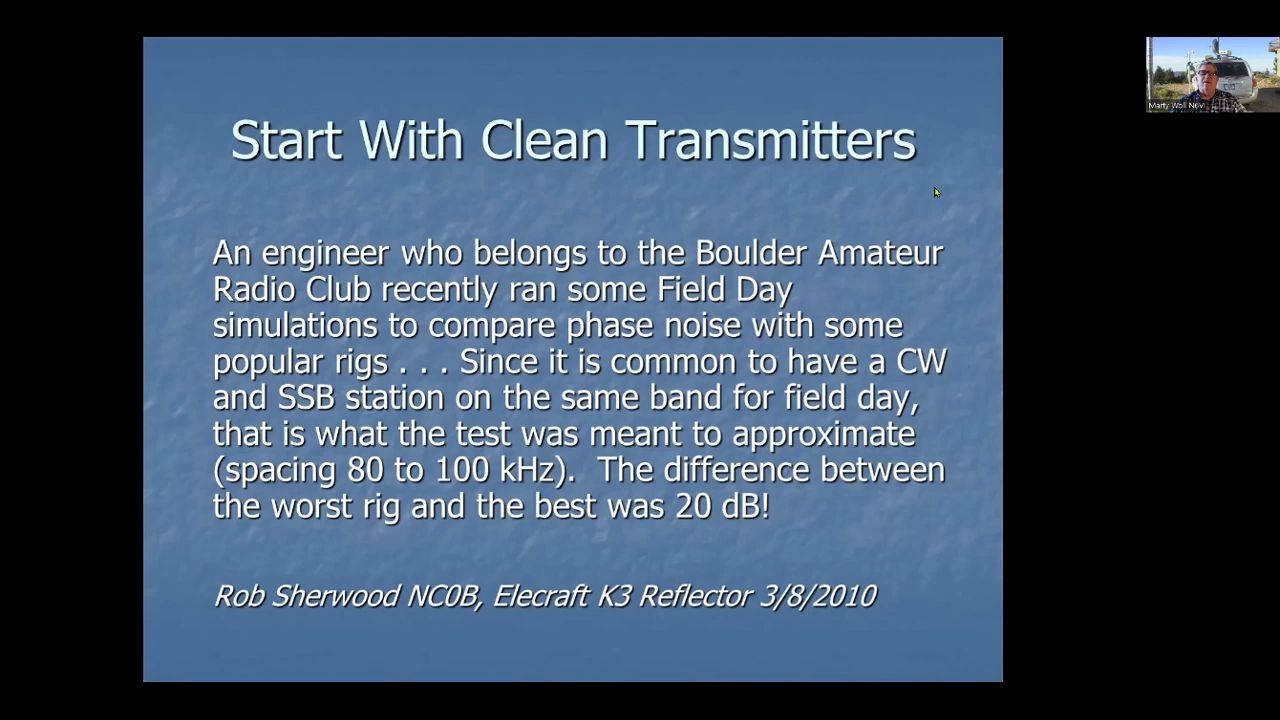 Start With Clean Transmitters
An engineer who belongs to the Boulder Amateur
Radio Club recently ran some Field Day
simulations to compare phase noise with some
popular rigs . . . Since it is common to have a CW
and SSB station on the same band for field day,
that is what the test was meant to approximate
(spacing 80 to 100 kHz).  The difference between
the worst rig and the best was 20 dB!
Rob Sherwood NC0B, Elecraft K3 Reflector 3/8/2010
Marty Woll N6VI